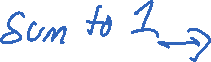 Sum to 1 →